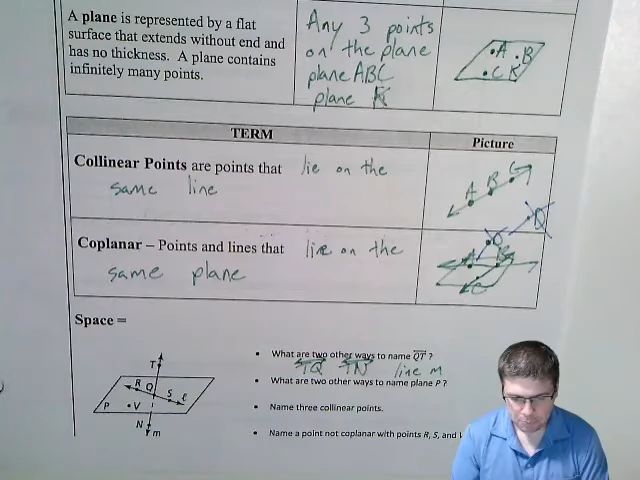 A plane is represented by a flat
surface that extends without end and
has no thickness. A plane contains
infinitely many points.
Any 3 points
on the plane
plane ABC
plane K
A
B
C K
TERM
Picture
Collinear Points are points that lie on the
same line
A B C
D
Coplanar – Points and lines that lie on the
same plane
D
A B
C
Space =
What are two other ways to name QT ?
TQ TN line m
What are two other ways to name plane P ?
Name three collinear points.
Name a point not coplanar with points R, S, and
T
R Q
S ℓ
P V
N
m